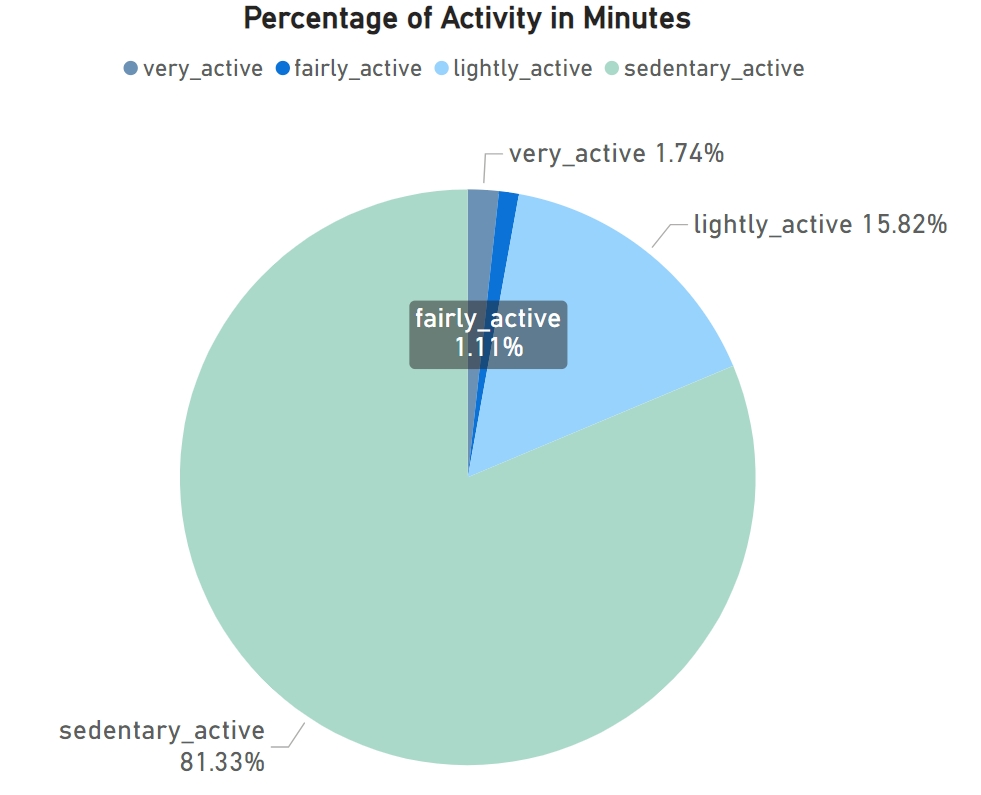 Percentage of Activity in Minutes
very_active fairly_active lightly_active sedentary_active
very_active 1.74%
lightly_active 15.82%
fairly_active
1.11%
sedentary_active
81.33%